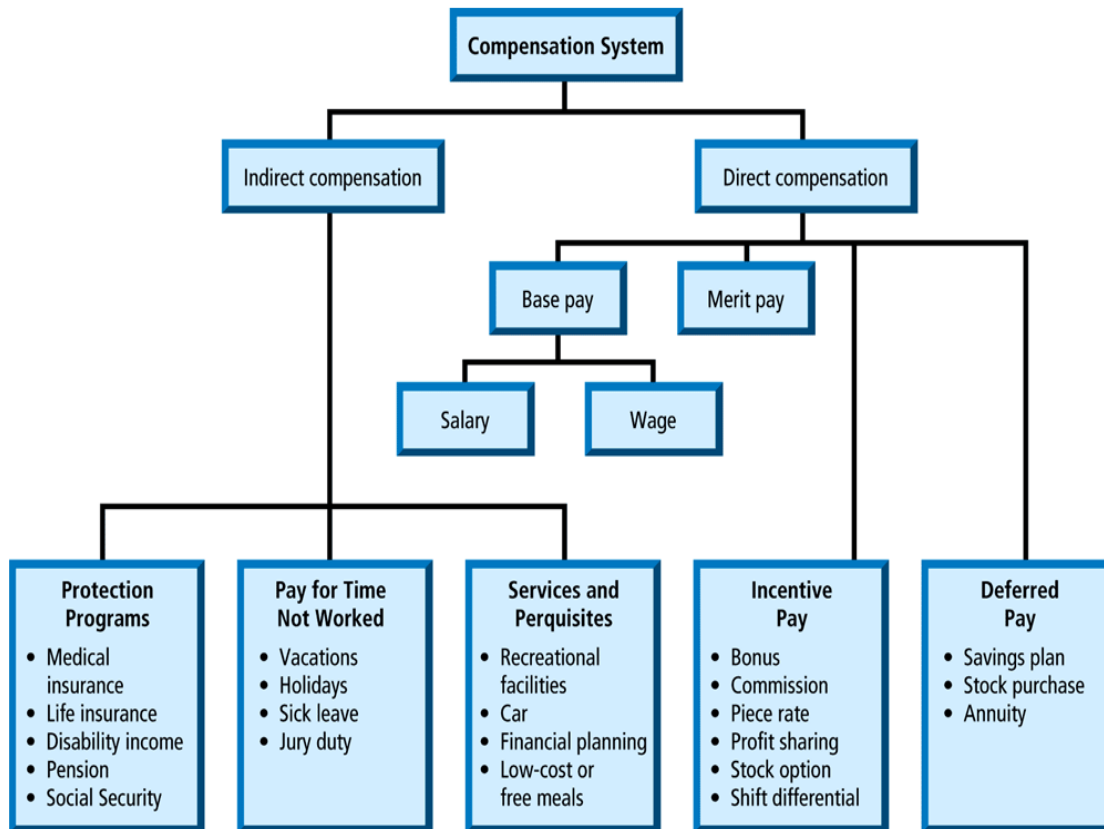 Compensation System
Indirect compensation
Direct compensation
Base pay
Merit pay
Salary
Wage
Protection
Programs
• Medical
insurance
• Life insurance
• Disability income
• Pension
• Social Security
Pay for Time
Not Worked
• Vacations
• Holidays
• Sick leave
• Jury duty
Services and
Perquisites
• Recreational
facilities
• Car
• Financial planning
• Low-cost or
free meals
Incentive
Pay
• Bonus
• Commission
• Piece rate
• Profit sharing
• Stock option
• Shift differential
Deferred
Pay
• Savings plan
• Stock purchase
• Annuity